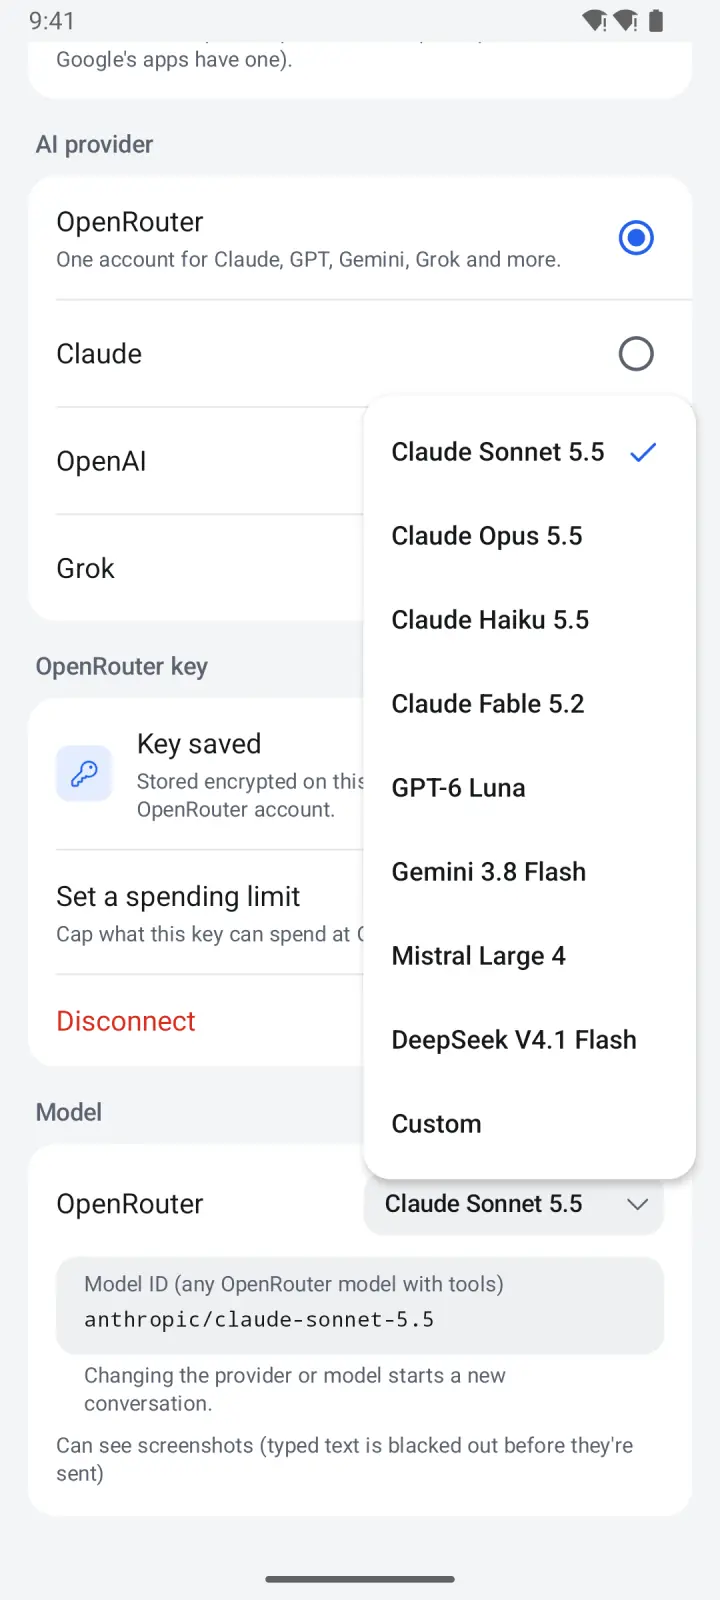 9:41
Google's apps have one).
AI provider
OpenRouter
One account for Claude, GPT, Gemini, Grok and more.
Claude
OpenAI
Grok
Claude Sonnet 5.5
Claude Opus 5.5
Claude Haiku 5.5
Claude Fable 5.2
GPT-6 Luna
Gemini 3.8 Flash
Mistral Large 4
DeepSeek V4.1 Flash
Custom
OpenRouter key
Key saved
Stored encrypted on this
OpenRouter account.
Set a spending limit
Cap what this key can spend at
Disconnect
Model
OpenRouter
Claude Sonnet 5.5
Model ID (any OpenRouter model with tools)
anthropic/claude-sonnet-5.5
Changing the provider or model starts a new
conversation.
Can see screenshots (typed text is blacked out before they're
sent)